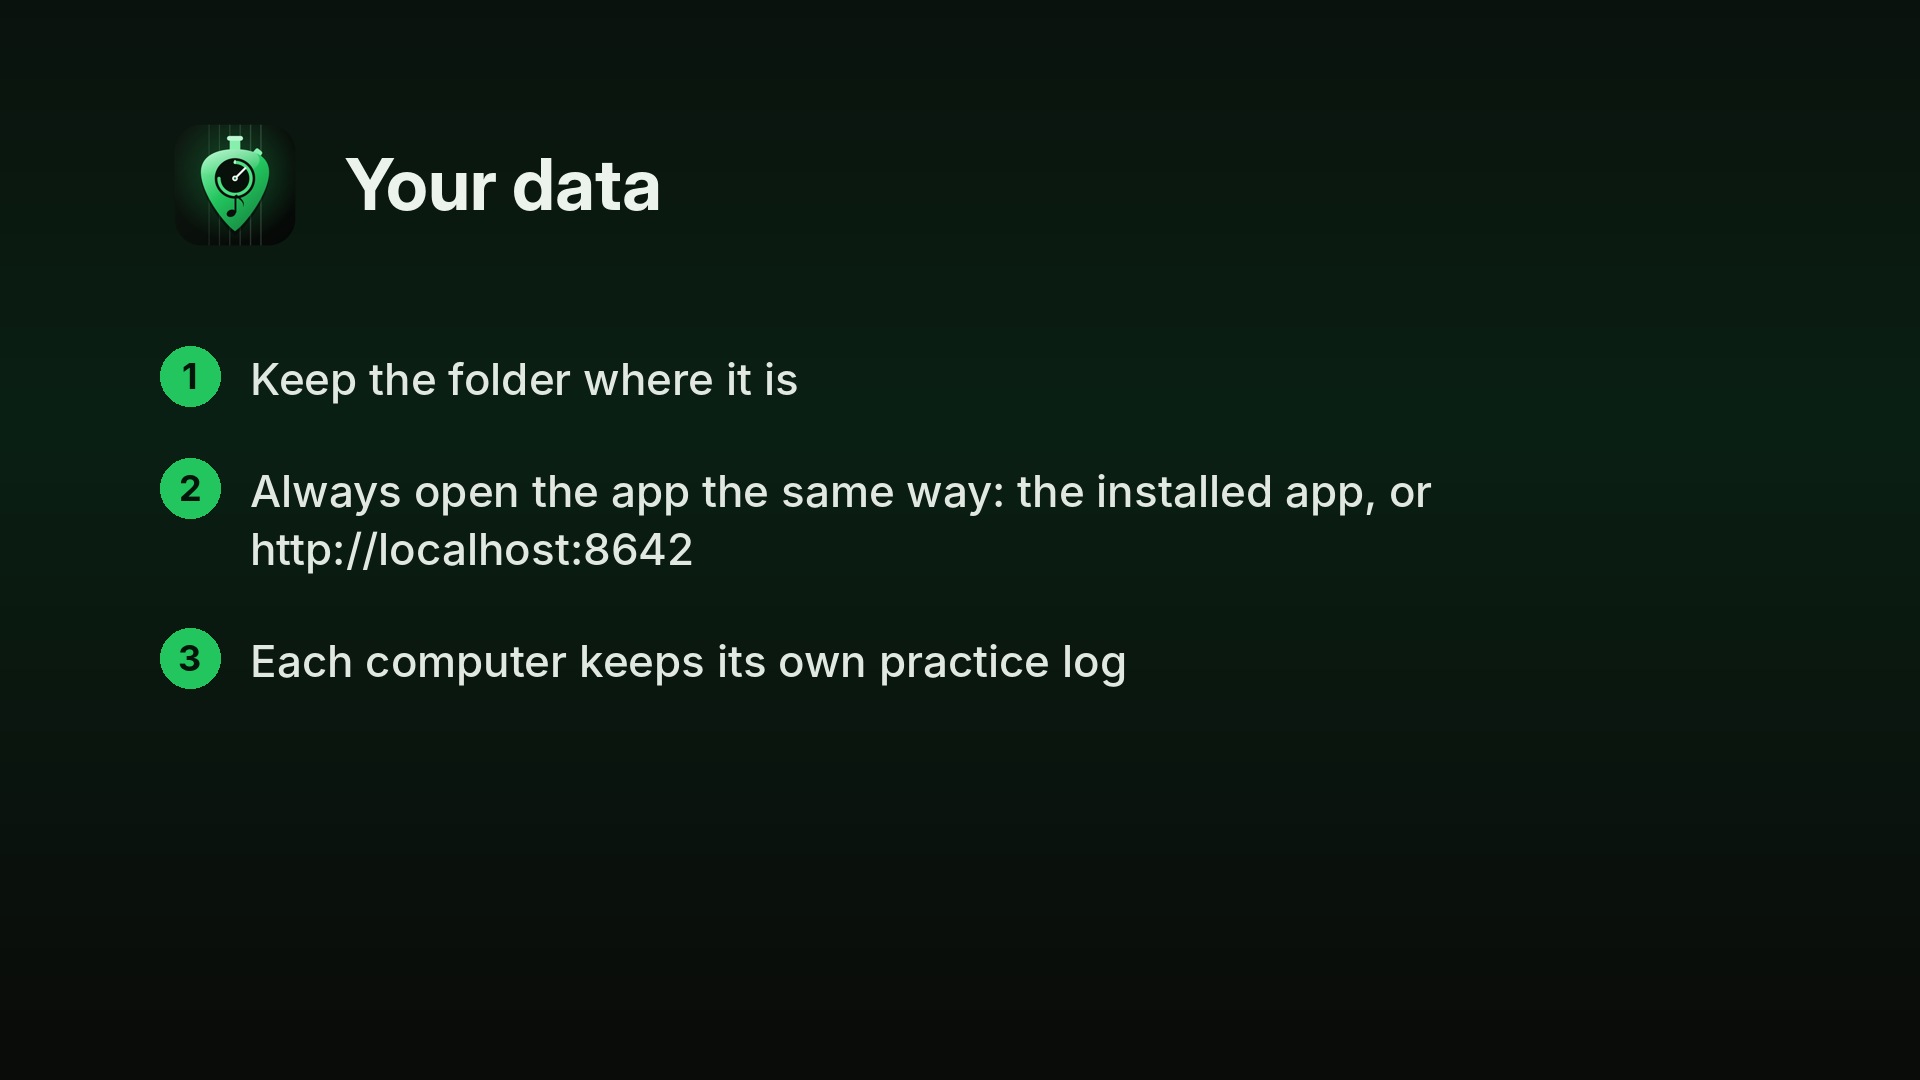 Your data
1 Keep the folder where it is
2 Always open the app the same way: the installed app, or
http://localhost:8642
3 Each computer keeps its own practice log